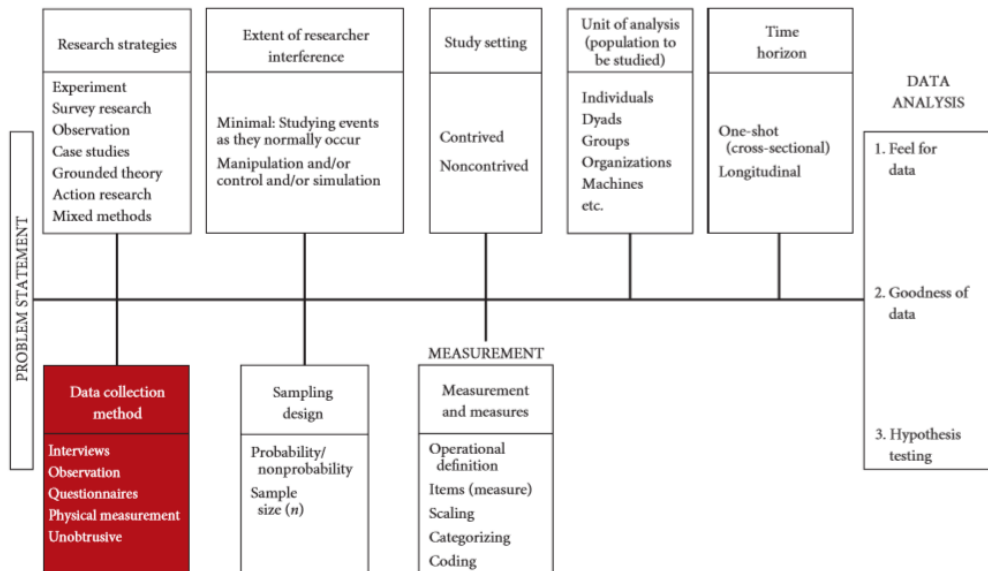 Research strategies
Experiment
Survey research
Observation
Case studies
Grounded theory
Action research
Mixed methods
Extent of researcher
interference
Minimal: Studying events
as they normally occur
Manipulation and/or
control and/or simulation
Study setting
Contrived
Noncontrived
Unit of analysis
(population to
be studied)
Individuals
Dyads
Groups
Organizations
Machines
etc.
Time
horizon
One-shot
(cross-sectional)
Longitudinal
DATA
ANALYSIS
1. Feel for
data
2. Goodness of
data
3. Hypothesis
testing
PROBLEM STATEMENT
Data collection
method
Interviews
Observation
Questionnaires
Physical measurement
Unobtrusive
Sampling
design
Probability/
nonprobability
Sample
size (n)
MEASUREMENT
Measurement
and measures
Operational
definition
Items (measure)
Scaling
Categorizing
Coding